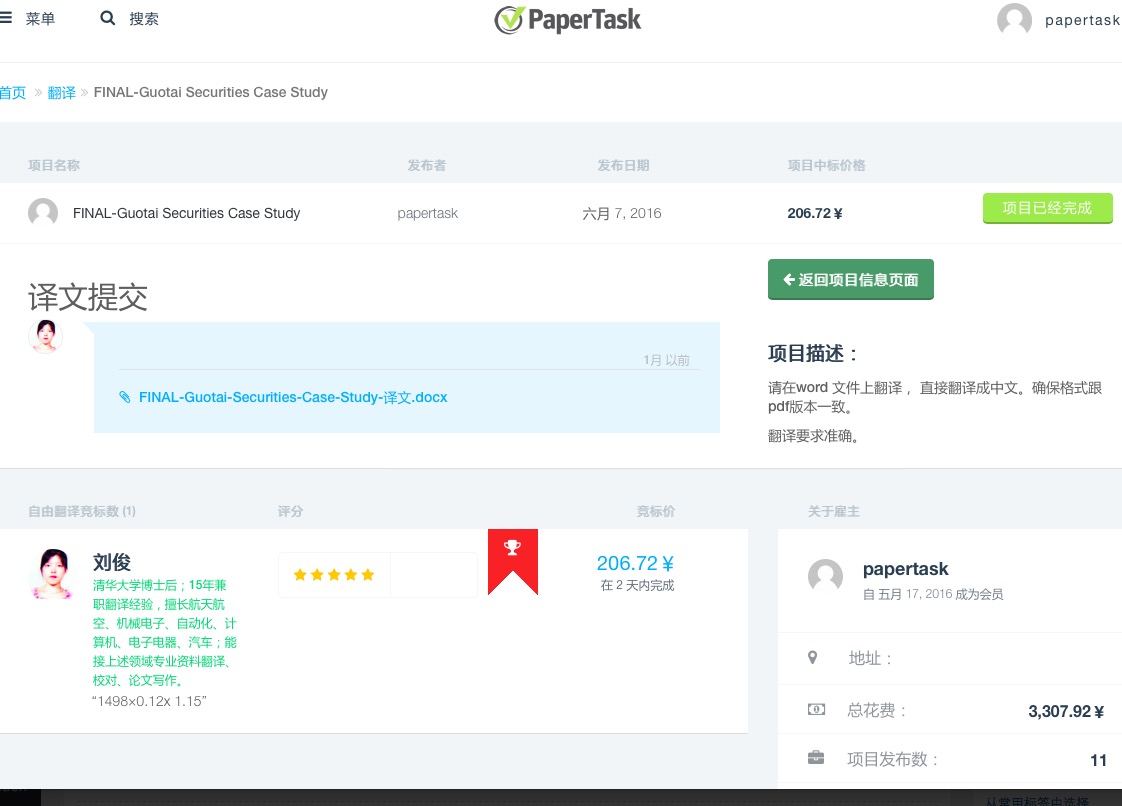 菜单 搜索 PaperTask papertask
首页 » 翻译 » FINAL-Guotai Securities Case Study
项目名称 发布者 发布日期 项目中标价格
FINAL-Guotai Securities Case Study papertask 六月 7, 2016 206.72 ¥ 项目已经完成
返回项目信息页面
译文提交
1月 以前
FINAL-Guotai-Securities-Case-Study-译文.docx
项目描述：
请在word 文件上翻译， 直接翻译成中文。确保格式跟
pdf版本一致。
翻译要求准确。
自由翻译竞标数 (1) 评分 竞标价
刘俊
清华大学博士后；15年兼
职翻译经验，擅长航天航
空、机械电子、自动化、计
算机、电子电器、汽车；能
接上述领域专业资料翻译、
校对、论文写作。
“1498×0.12x 1.15”
206.72 ¥
在 2 天内完成
关于雇主
papertask
自 五月 17, 2016 成为会员
地址：
总花费： 3,307.92 ¥
项目发布数： 11
从常用标签中选择